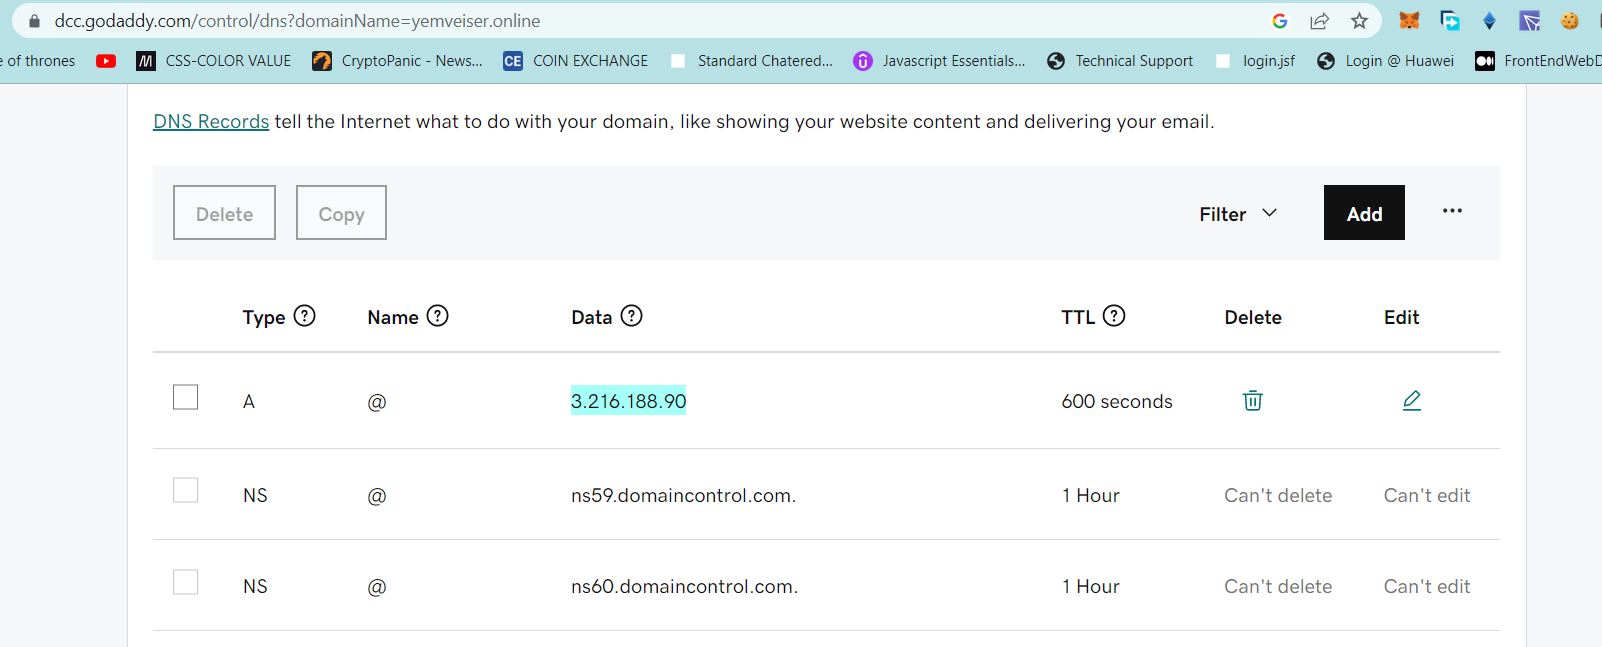 dcc.godaddy.com/control/dns?domainName=yemveiser.online
e of thrones CSS-COLOR VALUE CryptoPanic - News... CE COIN EXCHANGE Standard Chatered... Javascript Essentials... Technical Support login.jsf Login @ Huawei FrontEndWebD
DNS Records tell the Internet what to do with your domain, like showing your website content and delivering your email.
Delete Copy Filter Add ...
Type ? Name ? Data ? TTL ? Delete Edit
A @ 3.216.188.90 600 seconds
NS @ ns59.domaincontrol.com. 1 Hour Can't delete Can't edit
NS @ ns60.domaincontrol.com. 1 Hour Can't delete Can't edit